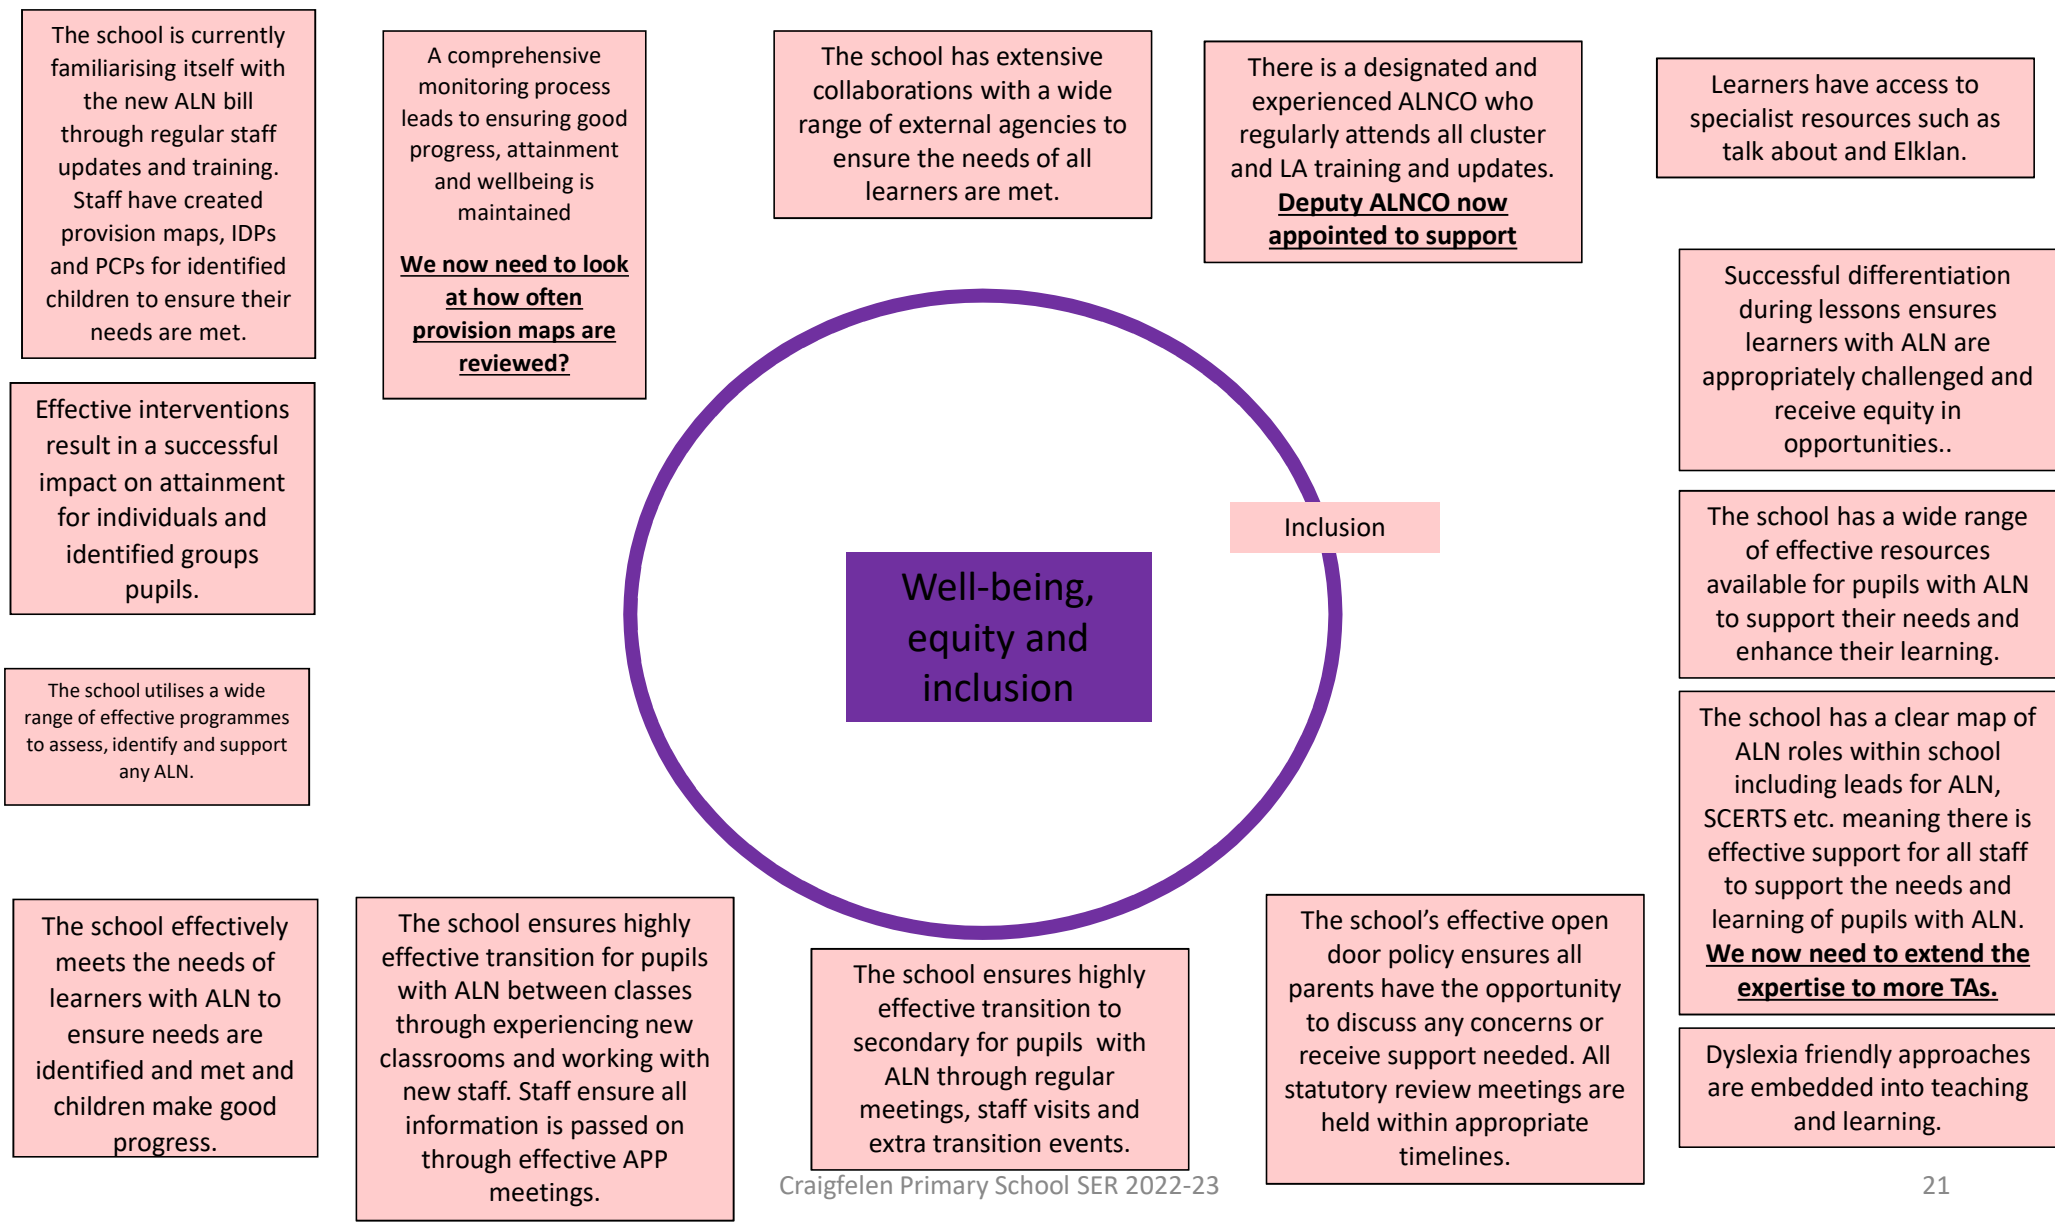 The school is currently
familiarising itself with
the new ALN bill
through regular staff
updates and training.
Staff have created
provision maps, IDPs
and PCPs for identified
children to ensure their
needs are met.
A comprehensive
monitoring process
leads to ensuring good
progress, attainment
and wellbeing is
maintained
We now need to look
at how often
provision maps are
reviewed?
The school has extensive
collaborations with a wide
range of external agencies to
ensure the needs of all
learners are met.
There is a designated and
experienced ALNCO who
regularly attends all cluster
and LA training and updates.
Deputy ALNCO now
appointed to support
Learners have access to
specialist resources such as
talk about and Elklan.
Successful differentiation
during lessons ensures
learners with ALN are
appropriately challenged and
receive equity in
opportunities..
Effective interventions
result in a successful
impact on attainment
for individuals and
identified groups
pupils.
Inclusion
The school has a wide range
of effective resources
available for pupils with ALN
to support their needs and
enhance their learning.
Well-being,
equity and
inclusion
The school utilises a wide
range of effective programmes
to assess, identify and support
any ALN.
The school has a clear map of
ALN roles within school
including leads for ALN,
SCERTS etc. meaning there is
effective support for all staff
to support the needs and
learning of pupils with ALN.
We now need to extend the
expertise to more TAs.
The school effectively
meets the needs of
learners with ALN to
ensure needs are
identified and met and
children make good
progress.
The school ensures highly
effective transition for pupils
with ALN between classes
through experiencing new
classrooms and working with
new staff. Staff ensure all
information is passed on
through effective APP
meetings.
The school ensures highly
effective transition to
secondary for pupils  with
ALN through regular
meetings, staff visits and
extra transition events.
The school’s effective open
door policy ensures all
parents have the opportunity
to discuss any concerns or
receive support needed. All
statutory review meetings are
held within appropriate
timelines.
Dyslexia friendly approaches
are embedded into teaching
and learning.
Craigfelen Primary School SER 2022-23
21